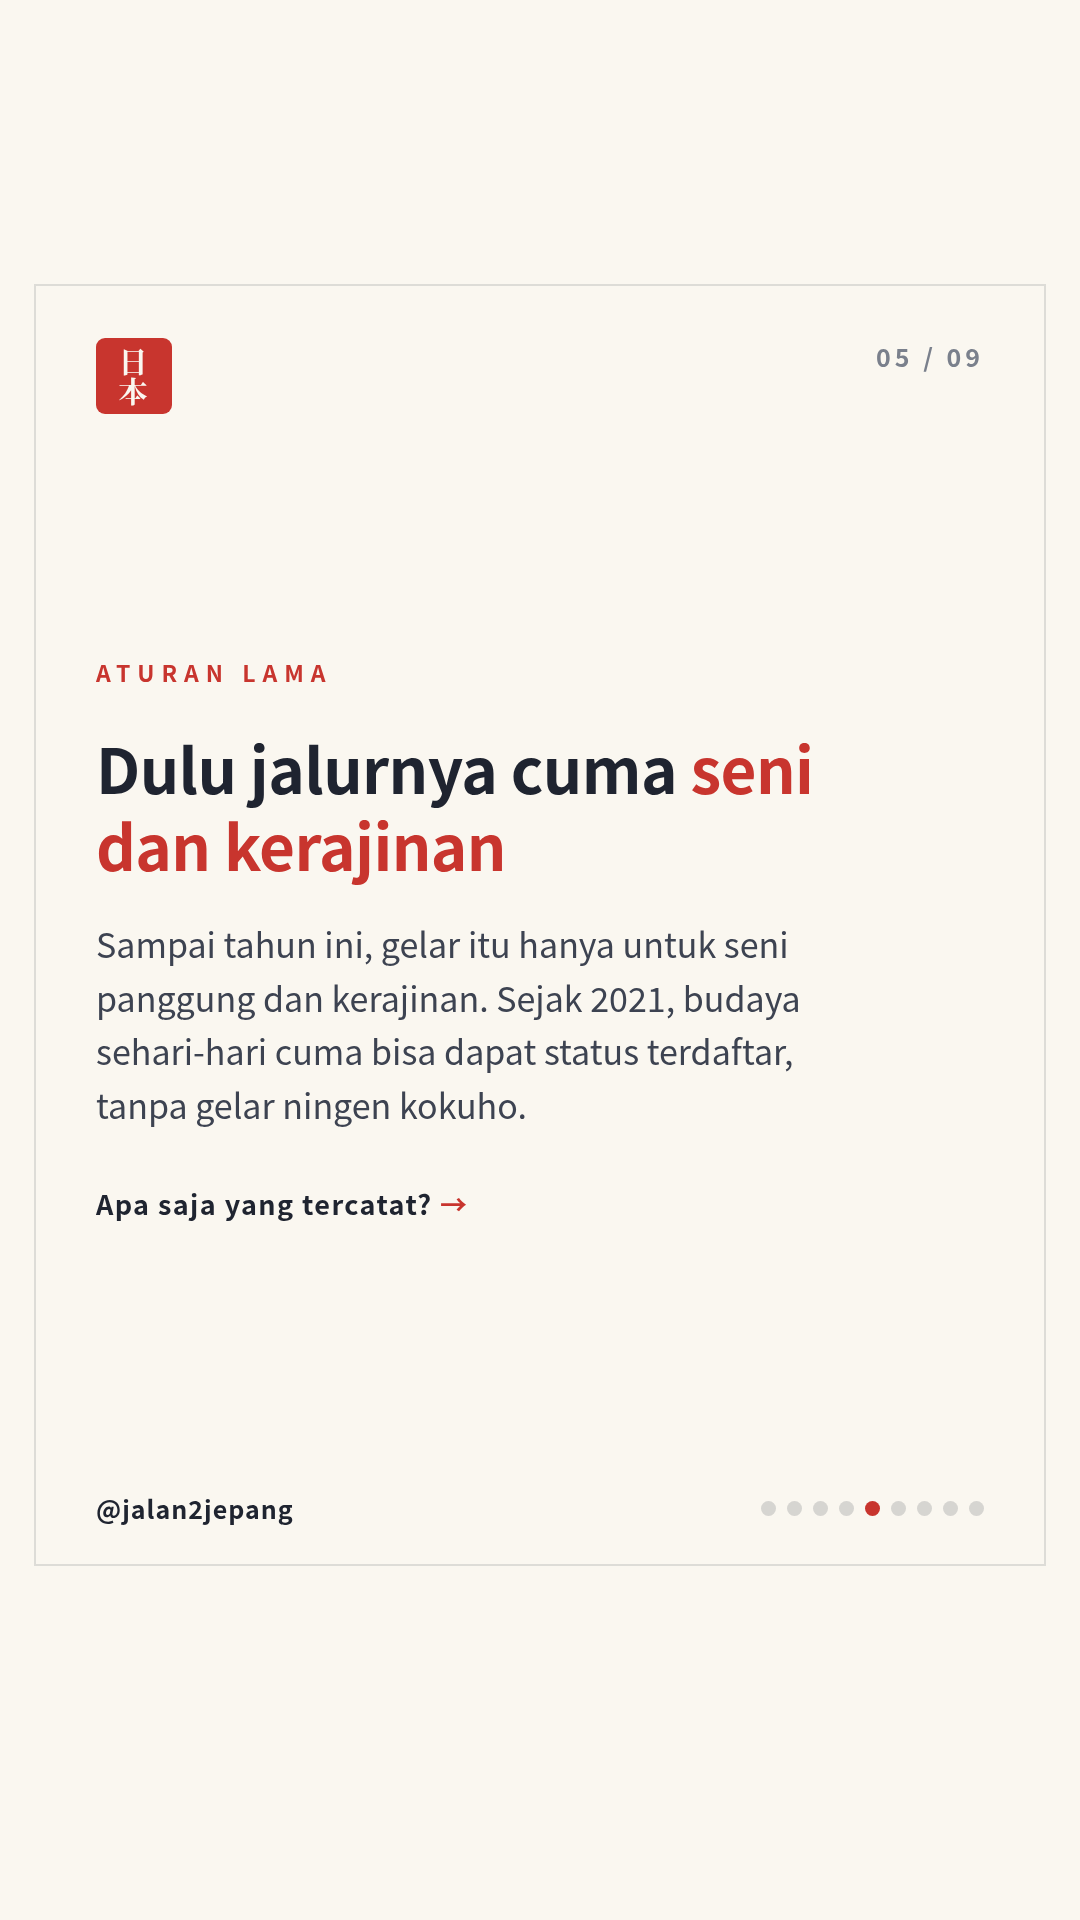 日
本
05 / 09
ATURAN LAMA
Dulu jalurnya cuma seni
dan kerajinan
Sampai tahun ini, gelar itu hanya untuk seni
panggung dan kerajinan. Sejak 2021, budaya
sehari-hari cuma bisa dapat status terdaftar,
tanpa gelar ningen kokuho.
Apa saja yang tercatat? →
@jalan2jepang